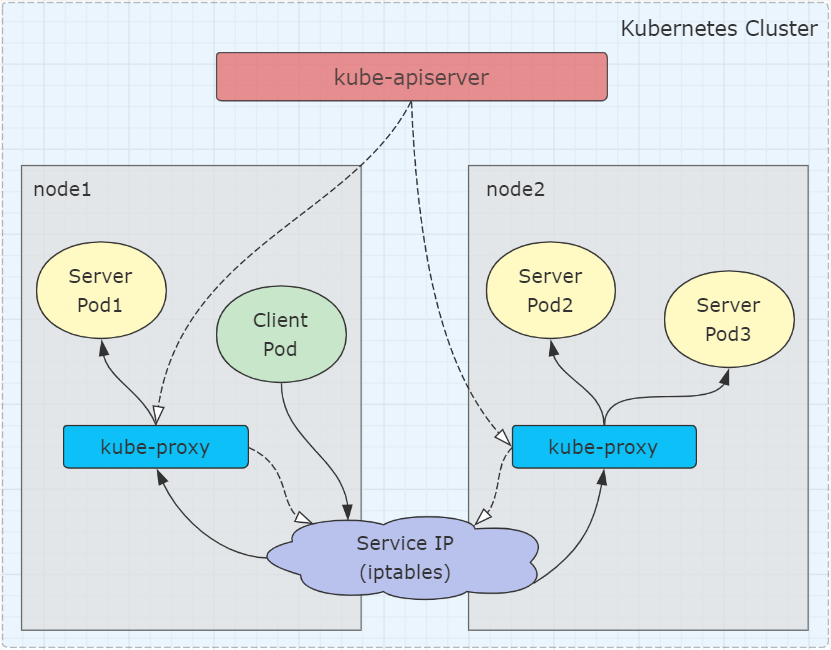 Kubernetes Cluster
kube-apiserver
node1
Server
Pod1
Client
Pod
kube-proxy
node2
Server
Pod2
Server
Pod3
kube-proxy
Service IP
(iptables)